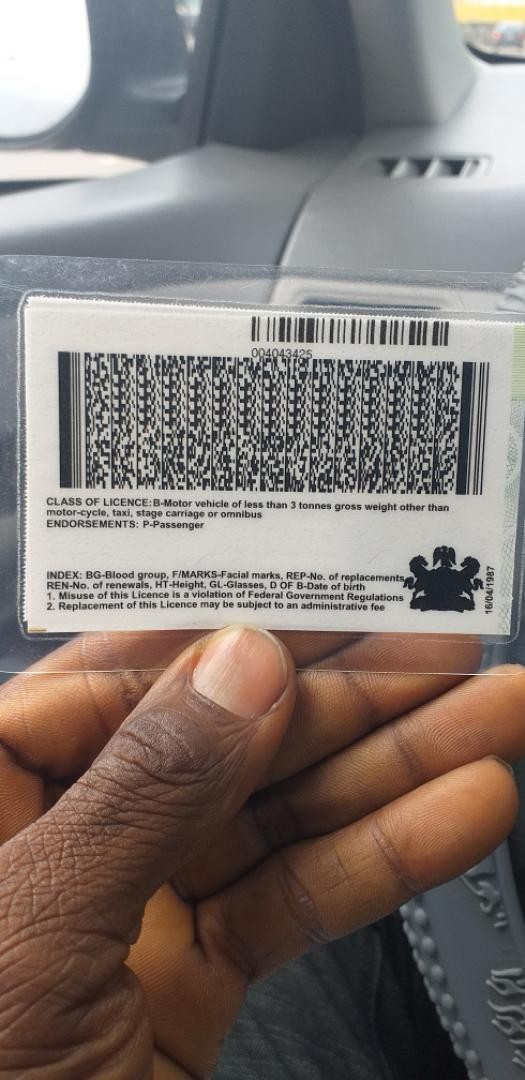 004043425
CLASS OF LICENCE:B-Motor vehicle of less than 3 tonnes gross weight other than
motor-cycle, taxi, stage carriage or omnibus
ENDORSEMENTS: P-Passenger
INDEX: BG-Blood group, F/MARKS-Facial marks, REP-No. of replacements,
REN-No. of renewals, HT-Height, GL-Glasses, D OF B-Date of birth
1. Misuse of this Licence is a violation of Federal Government Regulations
2. Replacement of this Licence may be subject to an administrative fee
16/04/1987